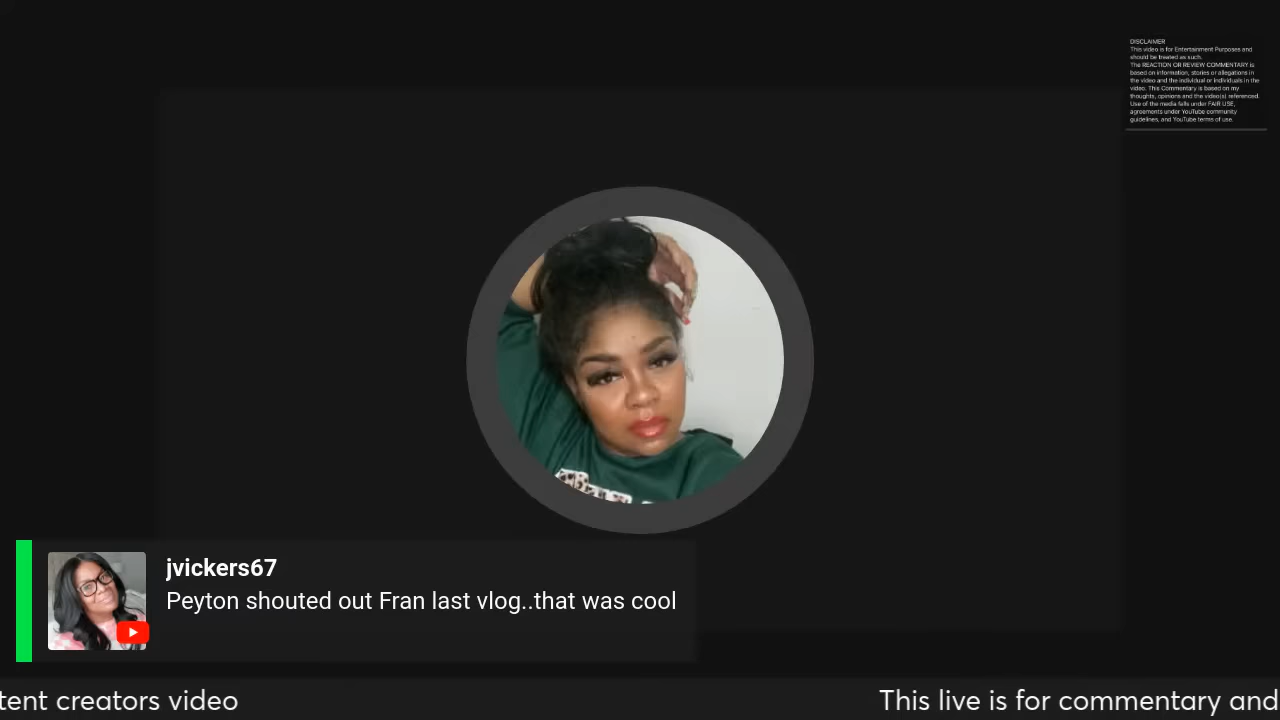 DISCLAIMER
This video is for Entertainment Purposes and
should be treated as such.
The REACTION OR REVIEW COMMENTARY is
based on information, stories or allegations in
the video and the individual or individuals in the
video. This Commentary is based on my
thoughts, opinions and the video(s) referenced.
Use of the media falls under FAIR USE,
agreements under YouTube community
guidelines, and YouTube terms of use.
jvickers67
Peyton shouted out Fran last vlog..that was cool
tent creators video
This live is for commentary and